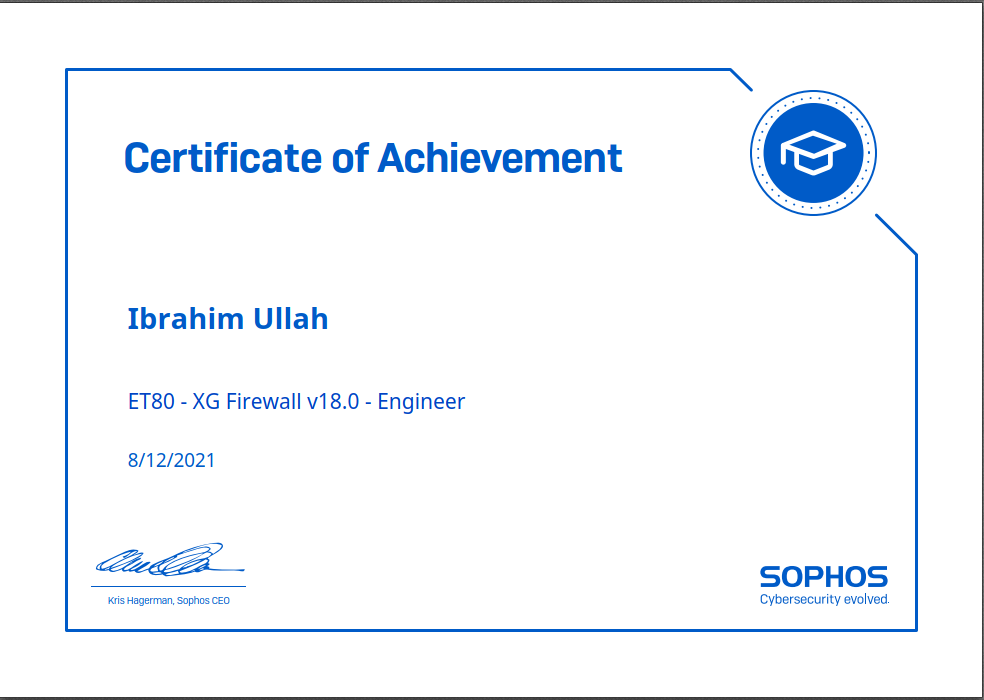 Certificate of Achievement
Ibrahim Ullah
ET80 - XG Firewall v18.0 - Engineer
8/12/2021
Kris Hagerman, Sophos CEO
SOPHOS
Cybersecurity evolved.